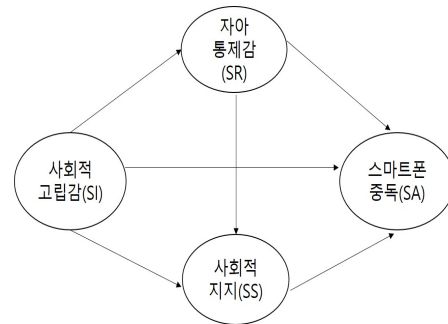 자아
통제감
(SR)
사회적
고립감(SI)
스마트폰
중독(SA)
사회적
지지(SS)